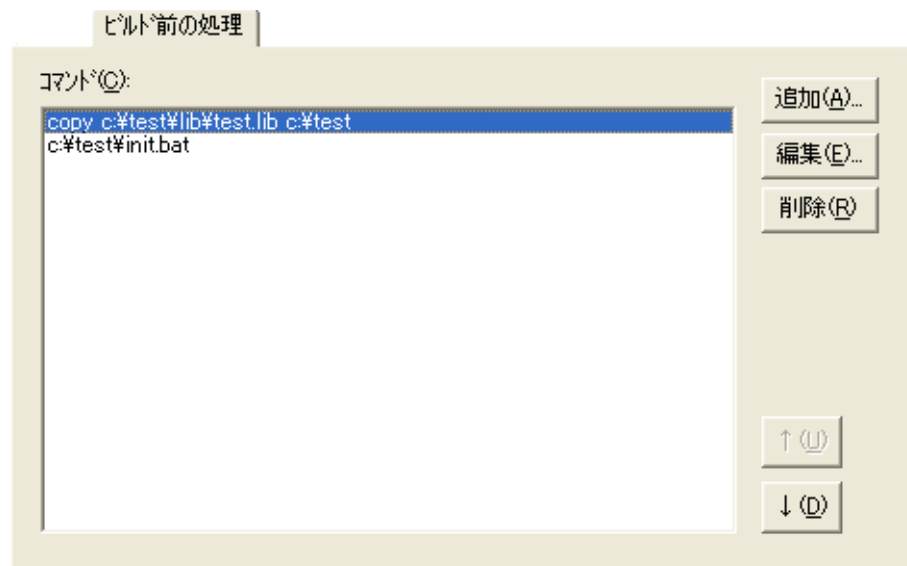 ﾋﾞﾙﾄﾞ前の処理
ｺﾏﾝﾄﾞ(C):
copy c:¥test¥lib¥test.lib c:¥test
c:¥test¥init.bat
追加(A)...
編集(E)...
削除(R)
↑(U)
↓(D)